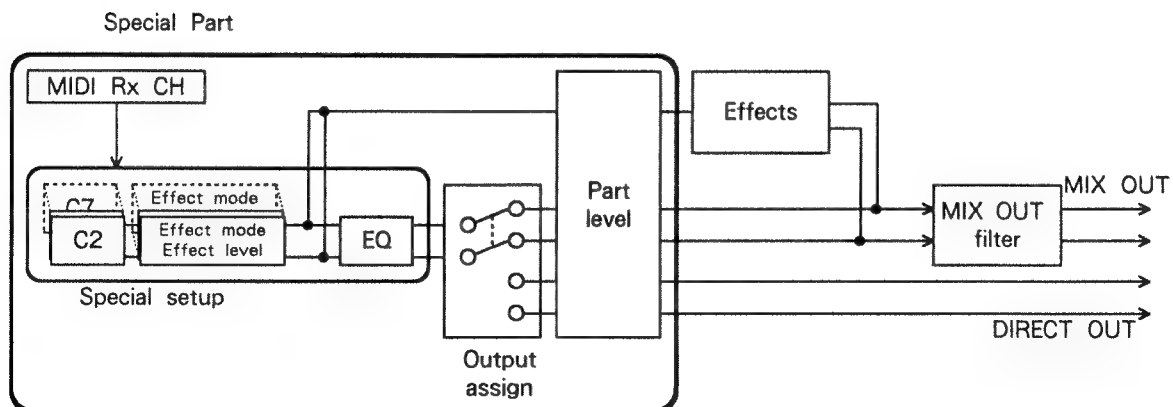 Special Part
MIDI Rx CH
Effects
C7
Effect mode
Part
level
MIX OUT
C2
Effect mode
Effect level
EQ
MIX OUT
filter
Special setup
DIRECT OUT
Output
assign